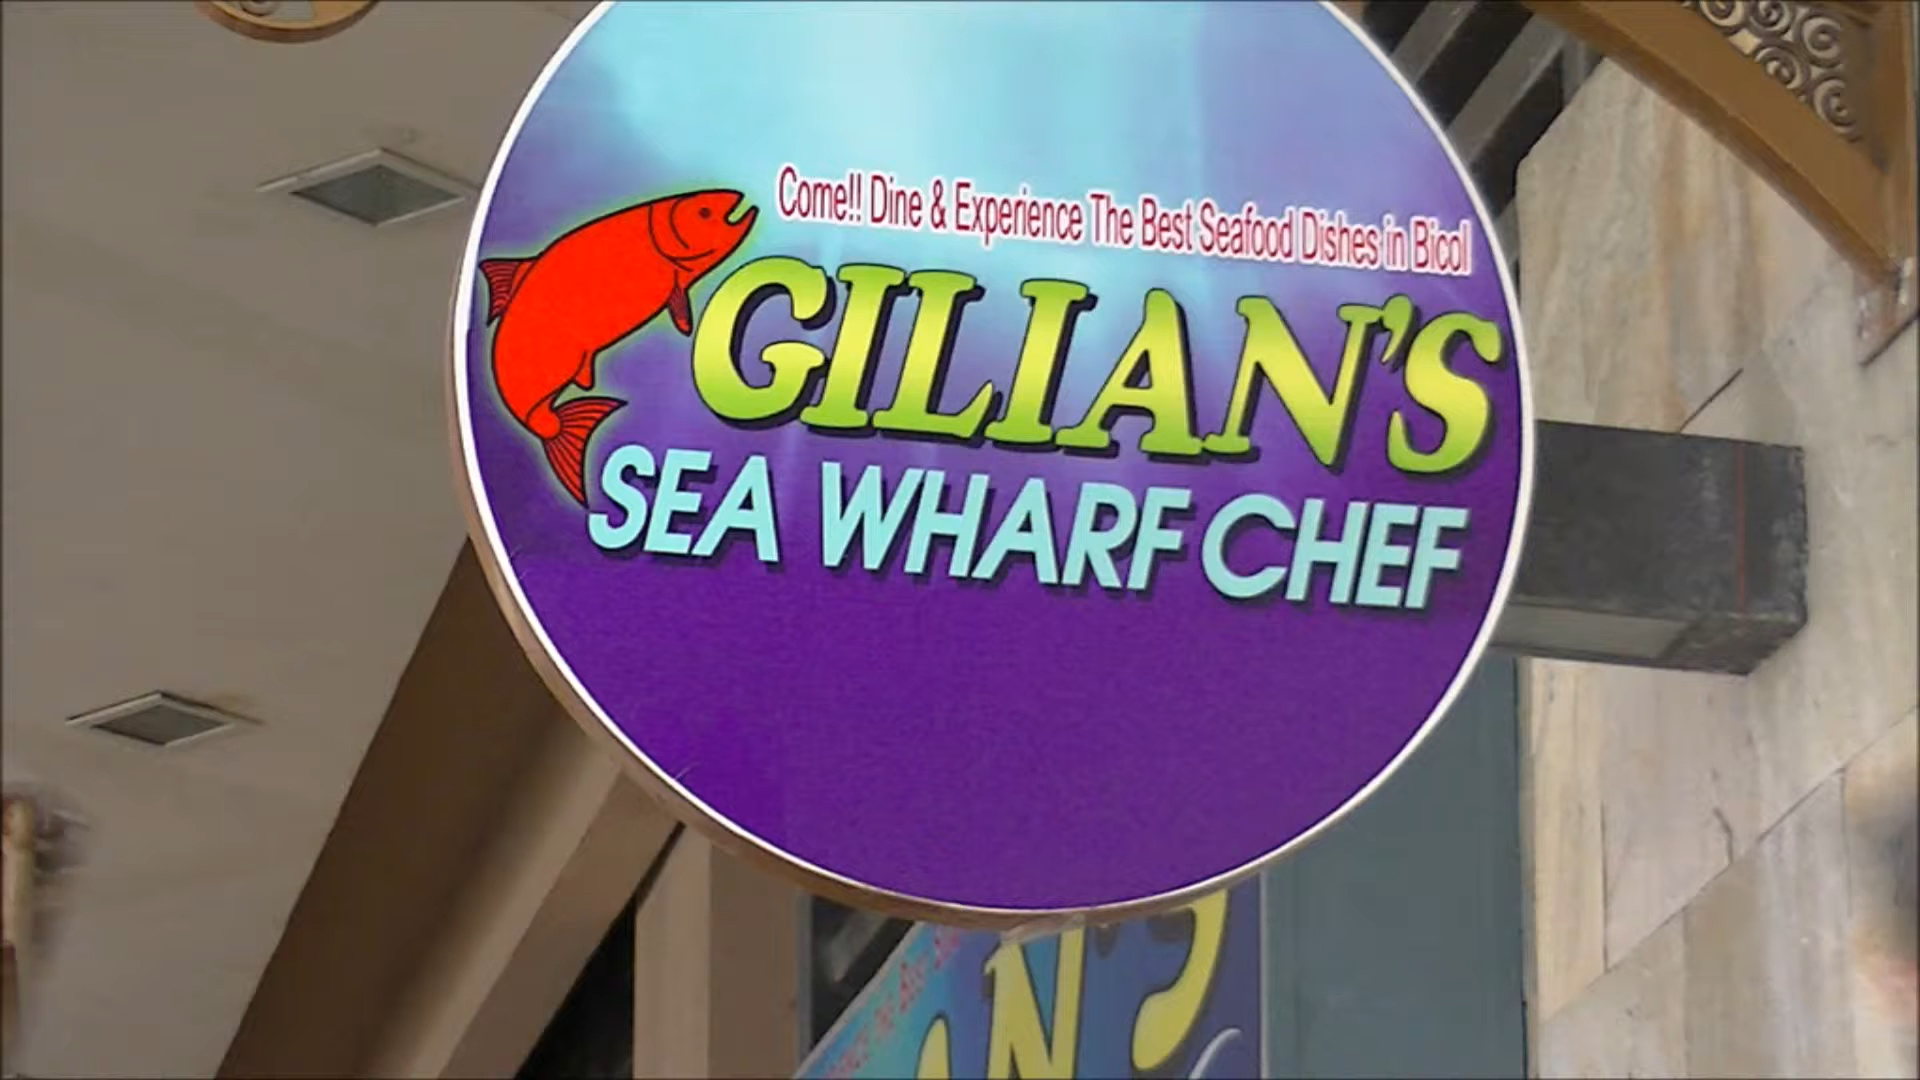 Come!! Dine & Experience The Best Seafood Dishes in Bicol
GILIAN'S
SEA WHARF CHEF
N'S